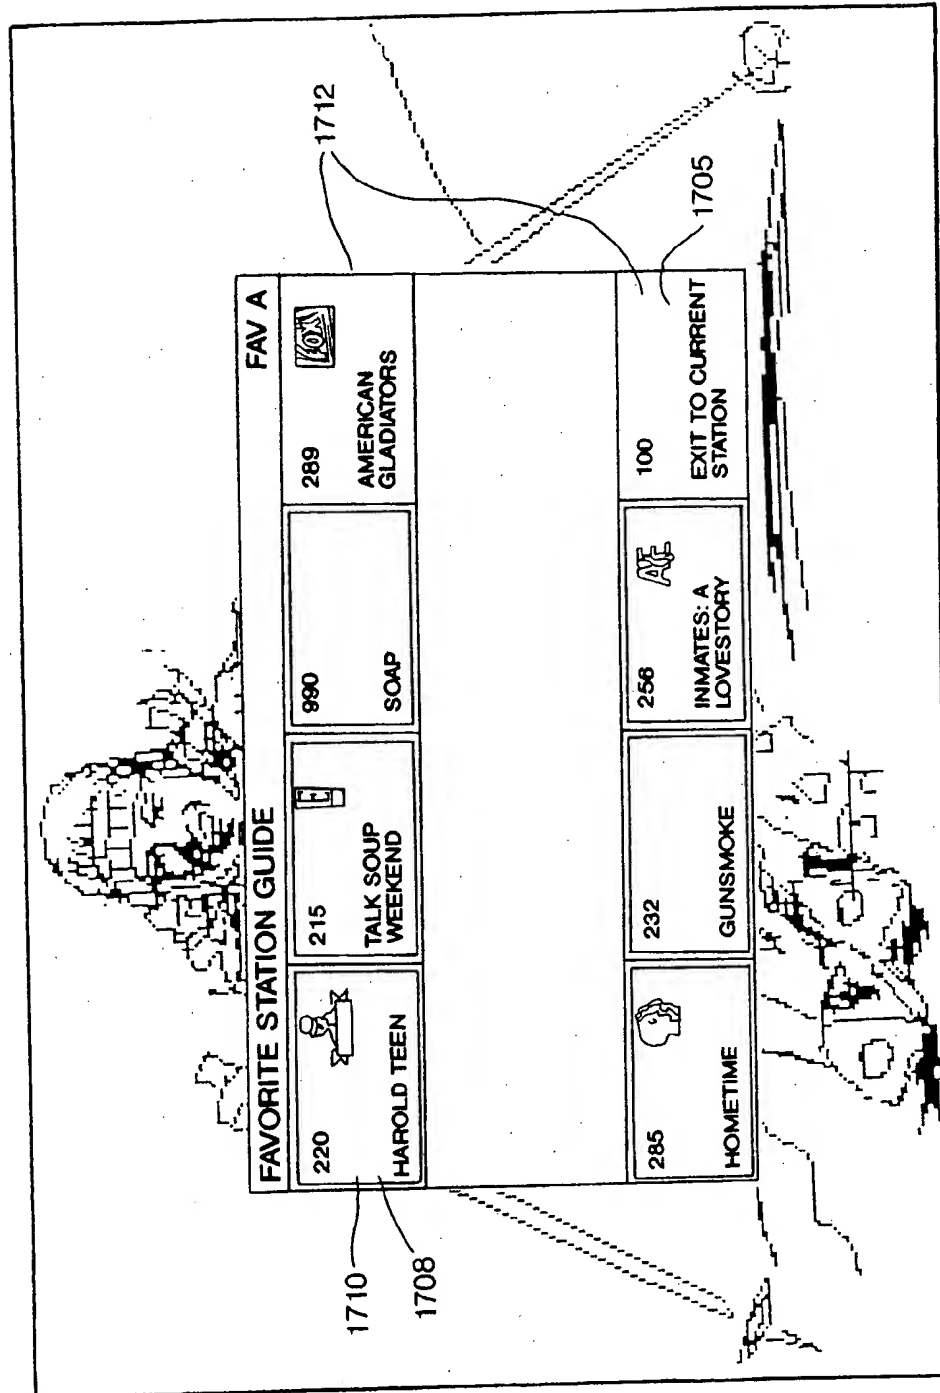 FAVORITE STATION GUIDE FAV A
220
HAROLD TEEN
215
E!
TALK SOUP
WEEKEND
990
SOAP
289
FOX
AMERICAN
GLADIATORS
285
HOMETIME
232
GUNSMOKE
256
A&E
INMATES: A
LOVESTORY
100
EXIT TO CURRENT
STATION
1710
1708
1712
1705